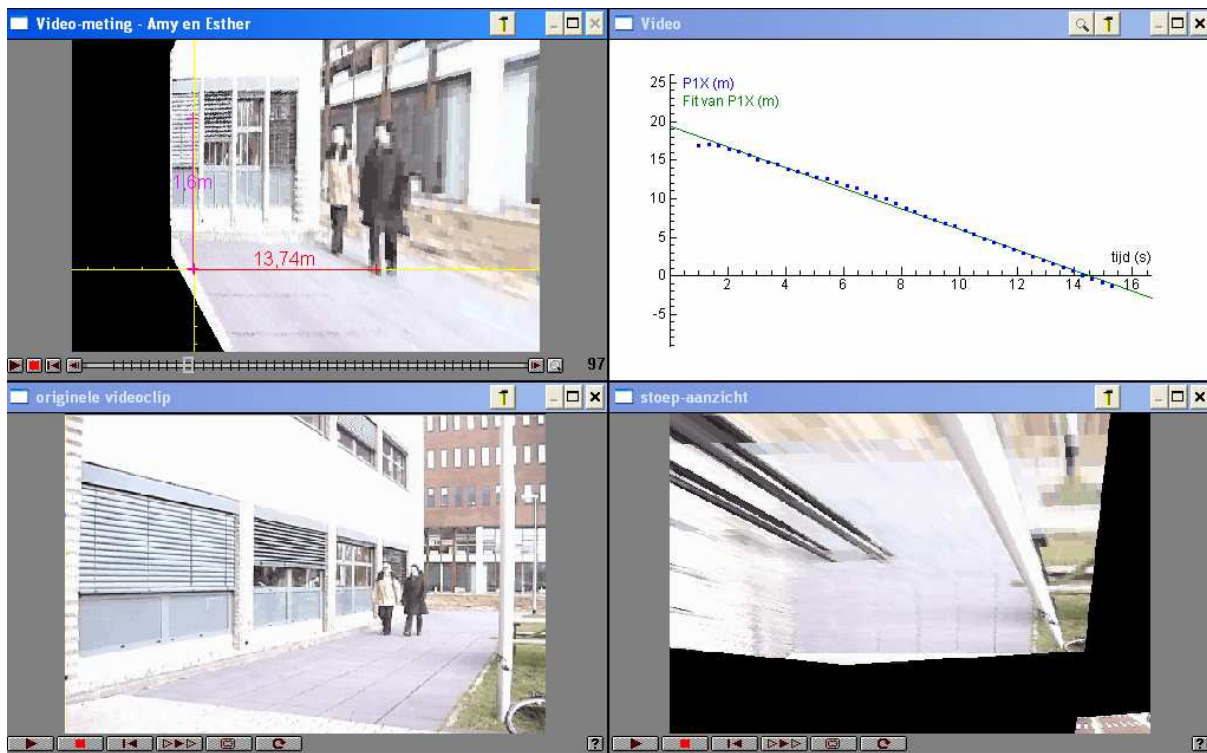 Video-meting - Amy en Esther
1,6m
13,74m
97
Video
25
P1X (m)
Fit van P1X (m)
20
15
10
5
tijd (s)
0
2
4
6
8
10
12
14
16
-5
originele videoclip
?
stoep-aanzicht
?